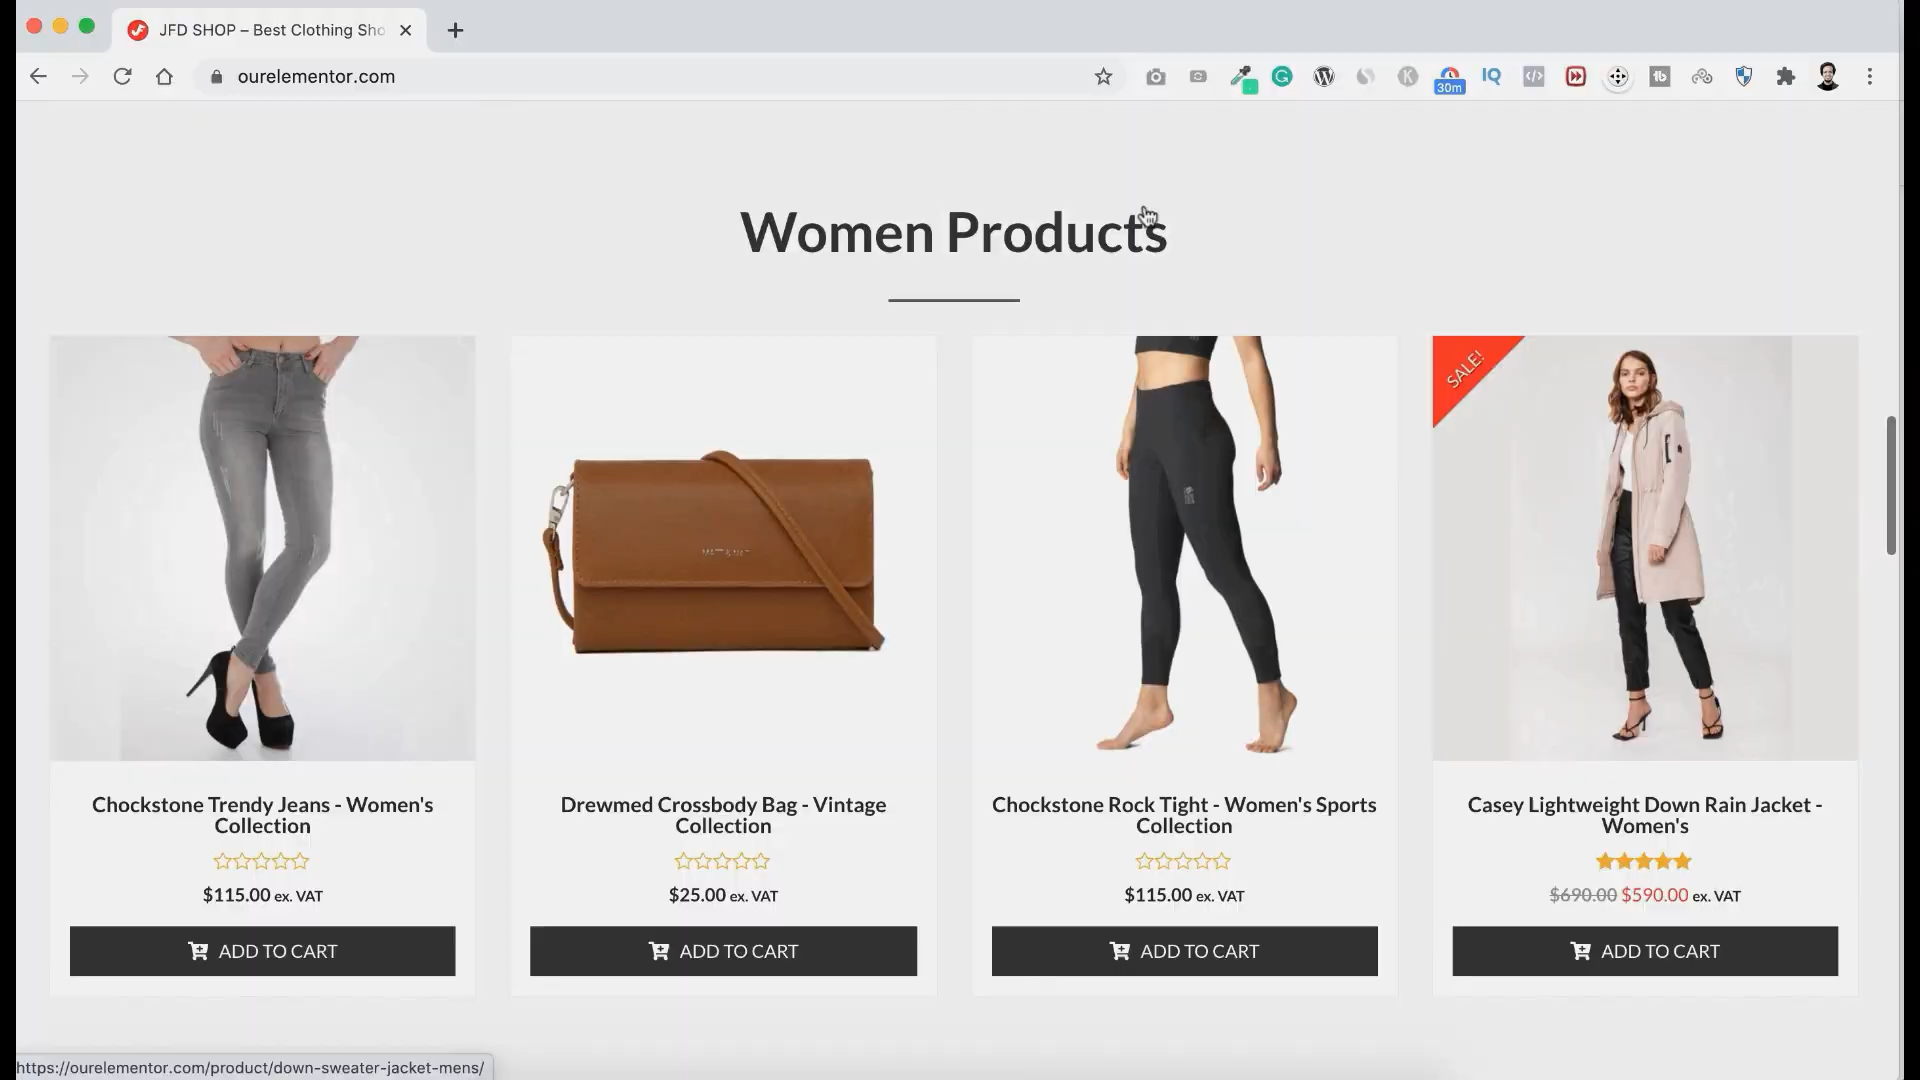 JFD SHOP – Best Clothing Sho
ourelementor.com
30m
IQ
Women Products
SALE!
Chockstone Trendy Jeans - Women's
Collection
$115.00 ex. VAT
ADD TO CART
Drewmed Crossbody Bag - Vintage
Collection
$25.00 ex. VAT
ADD TO CART
Chockstone Rock Tight - Women's Sports
Collection
$115.00 ex. VAT
ADD TO CART
Casey Lightweight Down Rain Jacket -
Women's
$690.00 $590.00 ex. VAT
ADD TO CART
https://ourelementor.com/product/down-sweater-jacket-mens/